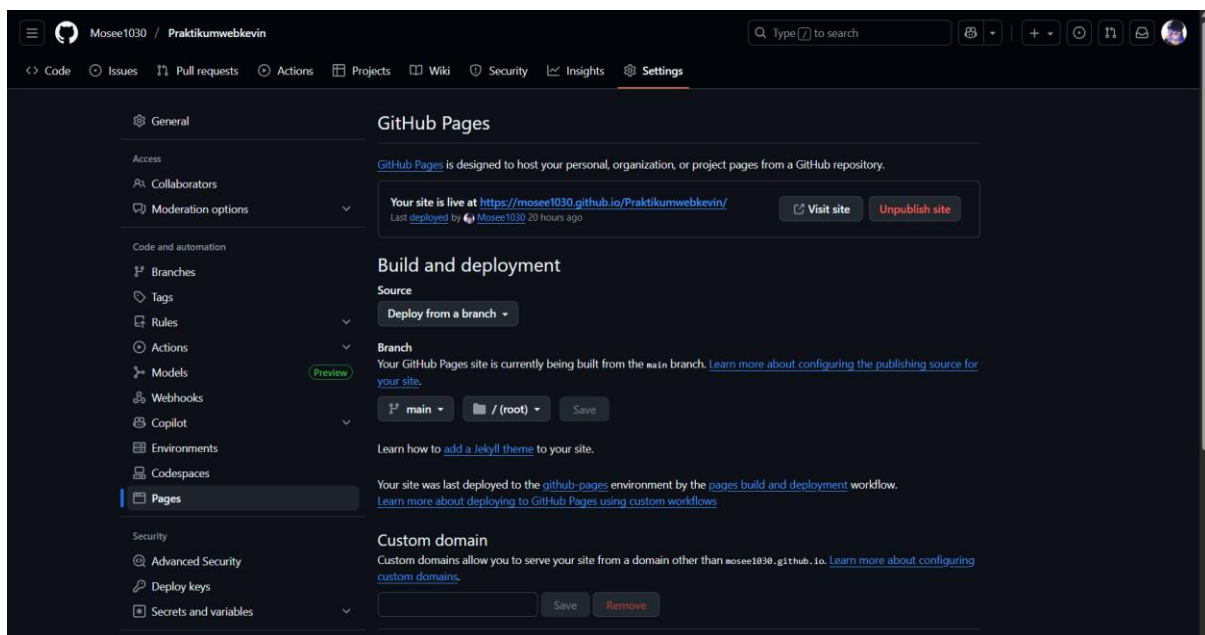 Mosee1030 / Praktikumwebkevin
Type / to search
Code Issues Pull requests Actions Projects Wiki Security Insights Settings
General
Access
Collaborators
Moderation options
Code and automation
Branches
Tags
Rules
Actions
Models Preview
Webhooks
Copilot
Environments
Codespaces
Pages
Security
Advanced Security
Deploy keys
Secrets and variables
GitHub Pages
GitHub Pages is designed to host your personal, organization, or project pages from a GitHub repository.
Your site is live at https://mosee1030.github.io/Praktikumwebkevin/
Last deployed by Mosee1030 20 hours ago
Visit site Unpublish site
Build and deployment
Source
Deploy from a branch
Branch
Your GitHub Pages site is currently being built from the main branch. Learn more about configuring the publishing source for
your site.
main / (root) Save
Learn how to add a Jekyll theme to your site.
Your site was last deployed to the github-pages environment by the pages build and deployment workflow.
Learn more about deploying to GitHub Pages using custom workflows
Custom domain
Custom domains allow you to serve your site from a domain other than mosee1030.github.io. Learn more about configuring
custom domains.
Save Remove